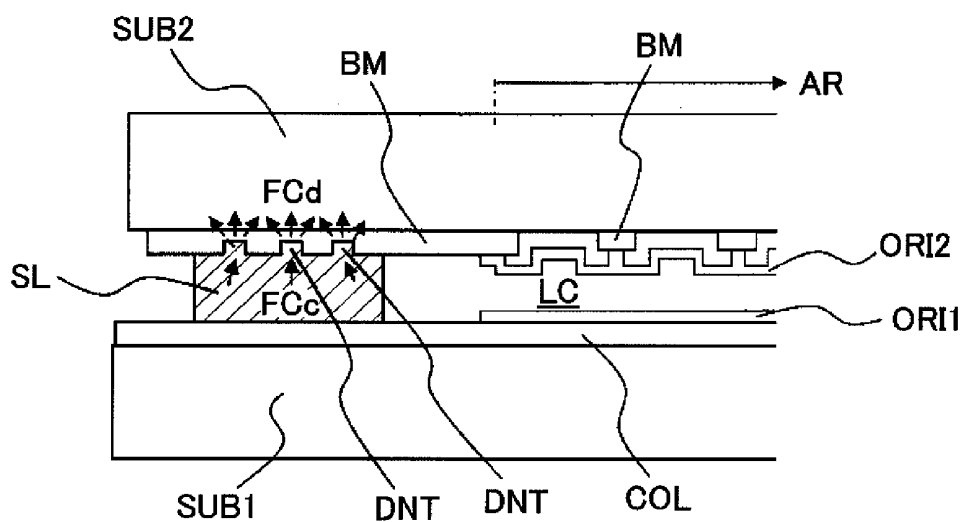 SUB2
BM
BM
AR
FCd
ORI2
SL
LC
FCc
ORI1
SUB1
DNT
DNT
COL